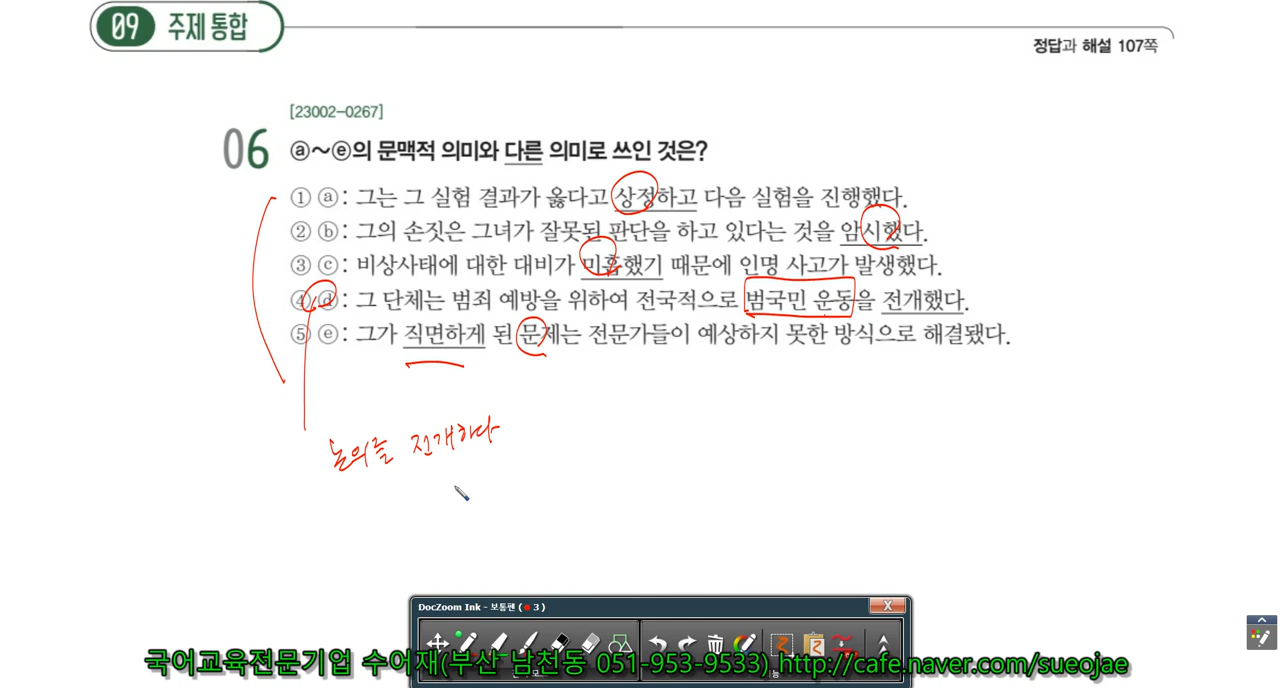 09 주제 통합
정답과 해설 107쪽
[23002-0267]
06 ⓐ~ⓔ의 문맥적 의미와 다른 의미로 쓰인 것은?
① ⓐ: 그는 그 실험 결과가 옳다고 상정하고 다음 실험을 진행했다.
② ⓑ: 그의 손짓은 그녀가 잘못된 판단을 하고 있다는 것을 암시했다.
③ ⓒ: 비상사태에 대한 대비가 미흡했기 때문에 인명 사고가 발생했다.
④ ⓓ: 그 단체는 범죄 예방을 위하여 전국적으로 범국민 운동을 전개했다.
⑤ ⓔ: 그가 직면하게 된 문제는 전문가들이 예상하지 못한 방식으로 해결됐다.
논의를 전개하다
DocZoom Ink - 보통펜 ( 3 )
국어교육전문기업 수어재(부산 남천동 051-953-9533) http://cafe.naver.com/sueojae